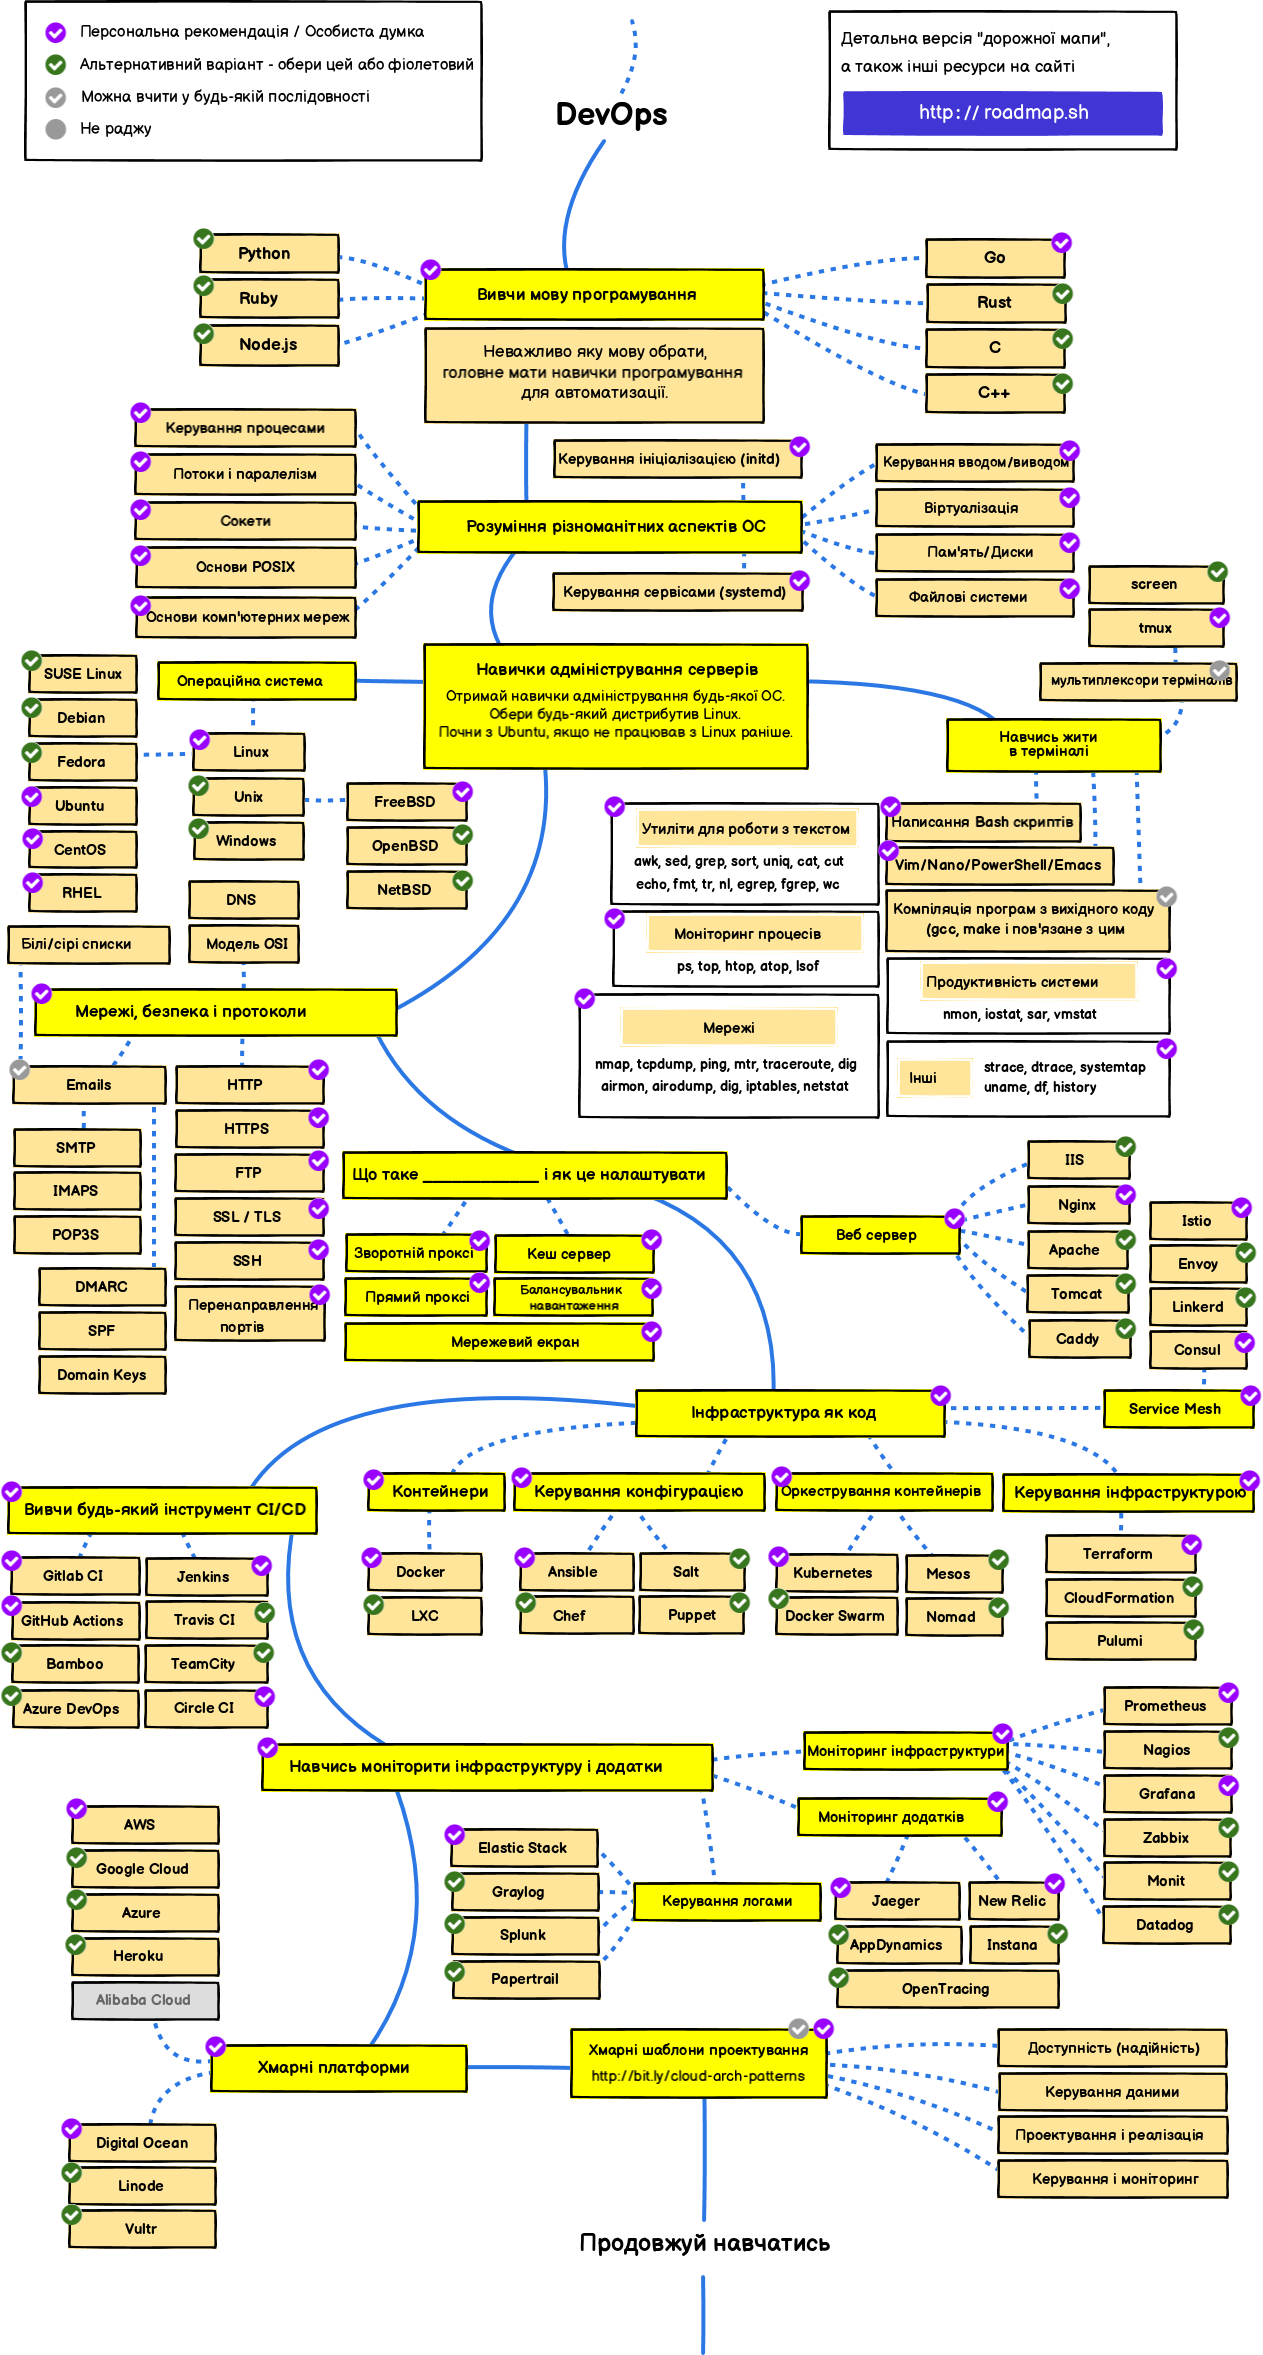 Персональна рекомендація / Особиста думка
Альтернативний варіант - обери цей або фіолетовий
Можна вчити у будь-якій послідовності
Не раджу
Детальна версія "дорожної мапи",
а також інші ресурси на сайті
http://roadmap.sh
DevOps
Python
Ruby
Node.js
Вивчи мову програмування
Неважливо яку мову обрати,
головне мати навички програмування
для автоматизації.
Go
Rust
C
C++
Керування процесами
Потоки і паралелізм
Сокети
Основи POSIX
Основи комп'ютерних мереж
Керування ініціалізацією (initd)
Розуміння різноманітних аспектів ОС
Керування сервісами (systemd)
Керування вводом/виводом
Віртуалізація
Пам'ять/Диски
Файлові системи
screen
tmux
мультиплексори терміналів
SUSE Linux
Debian
Fedora
Ubuntu
CentOS
RHEL
Операційна система
Linux
Unix
Windows
FreeBSD
OpenBSD
NetBSD
Навички адміністрування серверів
Отримай навички адміністрування будь-якої ОС.
Обери будь-який дистрибутив Linux.
Почни з Ubuntu, якщо не працював з Linux раніше.
Навчись жити
в терміналі
Утиліти для роботи з текстом
awk, sed, grep, sort, uniq, cat, cut
echo, fmt, tr, nl, egrep, fgrep, wc
Моніторинг процесів
ps, top, htop, atop, lsof
Мережі
nmap, tcpdump, ping, mtr, traceroute, dig
airmon, airodump, dig, iptables, netstat
Написання Bash скриптів
Vim/Nano/PowerShell/Emacs
Компіляція програм з вихідного коду
(gcc, make і пов'язане з цим
Продуктивність системи
nmon, iostat, sar, vmstat
Інші
strace, dtrace, systemtap
uname, df, history
DNS
Модель OSI
Білі/сірі списки
Мережі, безпека і протоколи
Emails
SMTP
IMAPS
POP3S
DMARC
SPF
Domain Keys
HTTP
HTTPS
FTP
SSL / TLS
SSH
Перенаправлення
портів
Що таке ______________ і як це налаштувати
Зворотній проксі
Кеш сервер
Прямий проксі
Балансувальник
навантаження
Мережевий екран
Веб сервер
IIS
Nginx
Apache
Tomcat
Caddy
Istio
Envoy
Linkerd
Consul
Service Mesh
Інфраструктура як код
Контейнери
Docker
LXC
Керування конфігурацією
Ansible
Salt
Chef
Puppet
Оркестрування контейнерів
Kubernetes
Mesos
Docker Swarm
Nomad
Керування інфраструктурою
Terraform
CloudFormation
Pulumi
Вивчи будь-який інструмент CI/CD
Gitlab CI
Jenkins
GitHub Actions
Travis CI
Bamboo
TeamCity
Azure DevOps
Circle CI
Навчись моніторити інфраструктуру і додатки
Моніторинг інфраструктури
Prometheus
Nagios
Grafana
Zabbix
Monit
Datadog
Моніторинг додатків
Jaeger
New Relic
AppDynamics
Instana
OpenTracing
Керування логами
Elastic Stack
Graylog
Splunk
Papertrail
AWS
Google Cloud
Azure
Heroku
Alibaba Cloud
Хмарні платформи
Digital Ocean
Linode
Vultr
Хмарні шаблони проектування
http://bit.ly/cloud-arch-patterns
Доступність (надійність)
Керування даними
Проектування і реалізація
Керування і моніторинг
Продовжуй навчатись